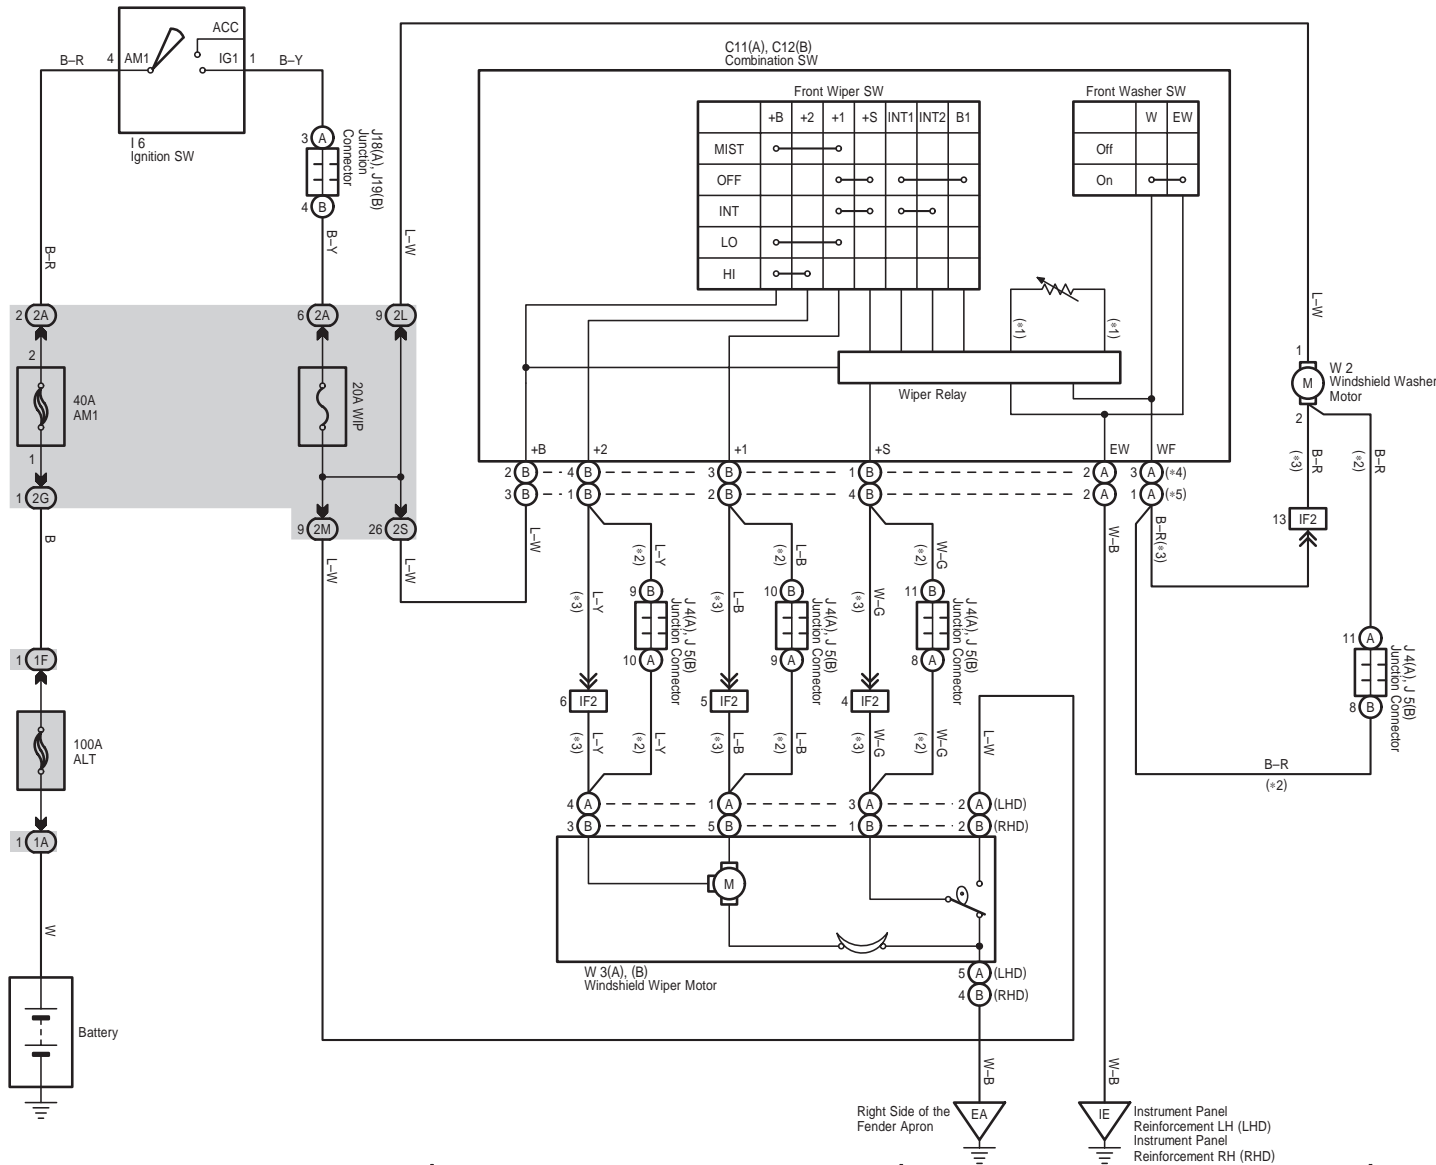 C11(A), C12(B)
Combination SW
ACC
B–R
4
AM1
IG1
1
B–Y
I 6
Ignition SW
3 A
J18(A), J19(B)
Junction
Connector
4 B
B–R
B–Y
L–W
Front Wiper SW
+B +2 +1 +S INT1 INT2 B1
MIST
OFF
INT
LO
HI
Front Washer SW
W EW
Off
On
(*1) (*1)
Wiper Relay
2 2A
6 2A
9 2L
2
40A
AM1
1
20A WIP
1 2G
9 2M
26 2S
L–W
1
M
W 2
Windshield Washer
Motor
2
+B +2 +1 +S EW WF
2 B 4 B 3 B 1 B 2 A 3 A (*4)
3 B 1 B 2 B 4 B 2 A 1 A (*5)
B
L–W
L–W
L–W
L–Y
(*2)
L–B
(*2)
W–G
(*2)
W–B
B–R(*3)
B–R
(*3)
B–R
(*2)
13 IF2
L–Y
(*3)
9 B
J 4(A), J 5(B)
Junction Connector
10 A
L–B
(*3)
10 B
J 4(A), J 5(B)
Junction Connector
9 A
W–G
(*3)
11 B
J 4(A), J 5(B)
Junction Connector
8 A
11 A
J 4(A), J 5(B)
Junction Connector
8 B
1 1F
6 IF2
5 IF2
4 IF2
100A
ALT
L–Y
(*3)
L–Y
(*2)
L–B
(*3)
L–B
(*2)
W–G
(*3)
W–G
(*2)
L–W
B–R
(*2)
4 A 1 A 3 A 2 A (LHD)
3 B 5 B 1 B 2 B (RHD)
1 1A
M
W
W 3(A), (B)
Windshield Wiper Motor
5 A (LHD)
4 B (RHD)
Battery
W–B
W–B
Right Side of the
Fender Apron
EA
IE
Instrument Panel
Reinforcement LH (LHD)
Instrument Panel
Reinforcement RH (RHD)